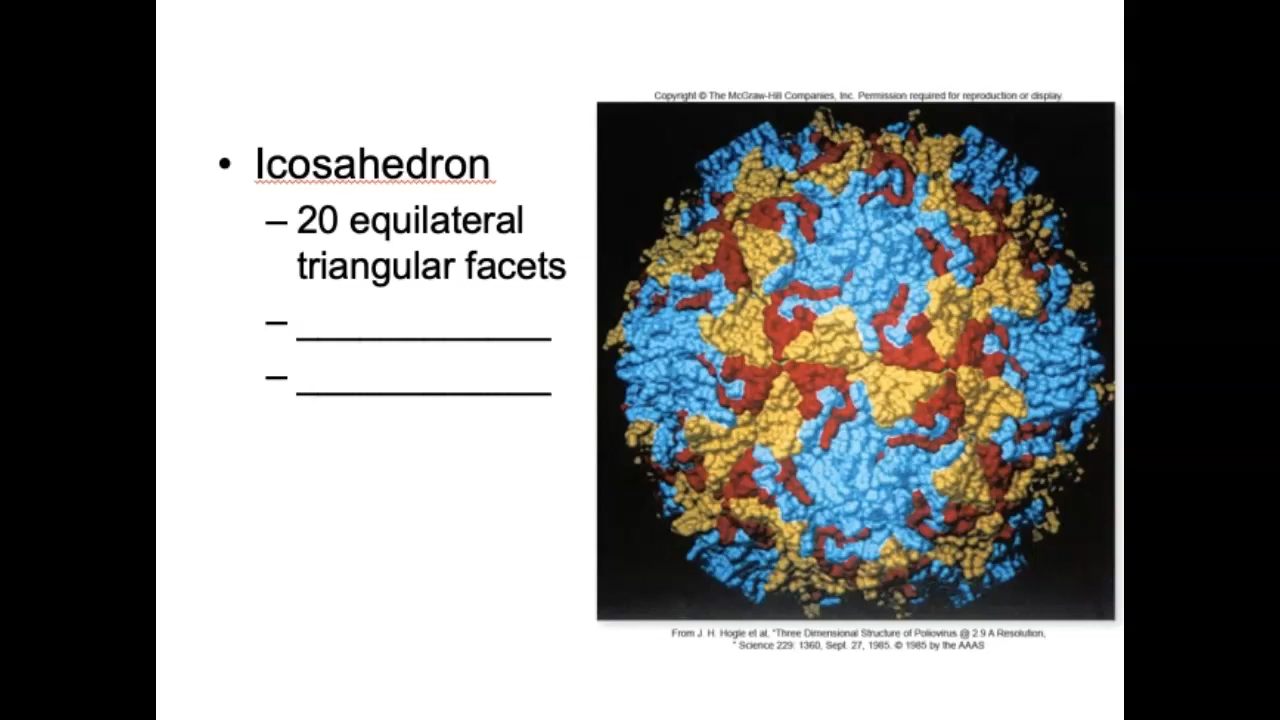 Copyright © The McGraw-Hill Companies, Inc. Permission required for reproduction or display
• Icosahedron
– 20 equilateral
triangular facets
– ____________
– ____________
From J. H. Hogle et al, "Three Dimensional Structure of Poliovirus @ 2.9 A Resolution,
" Science 229: 1360, Sept. 27, 1985. © 1985 by the AAAS